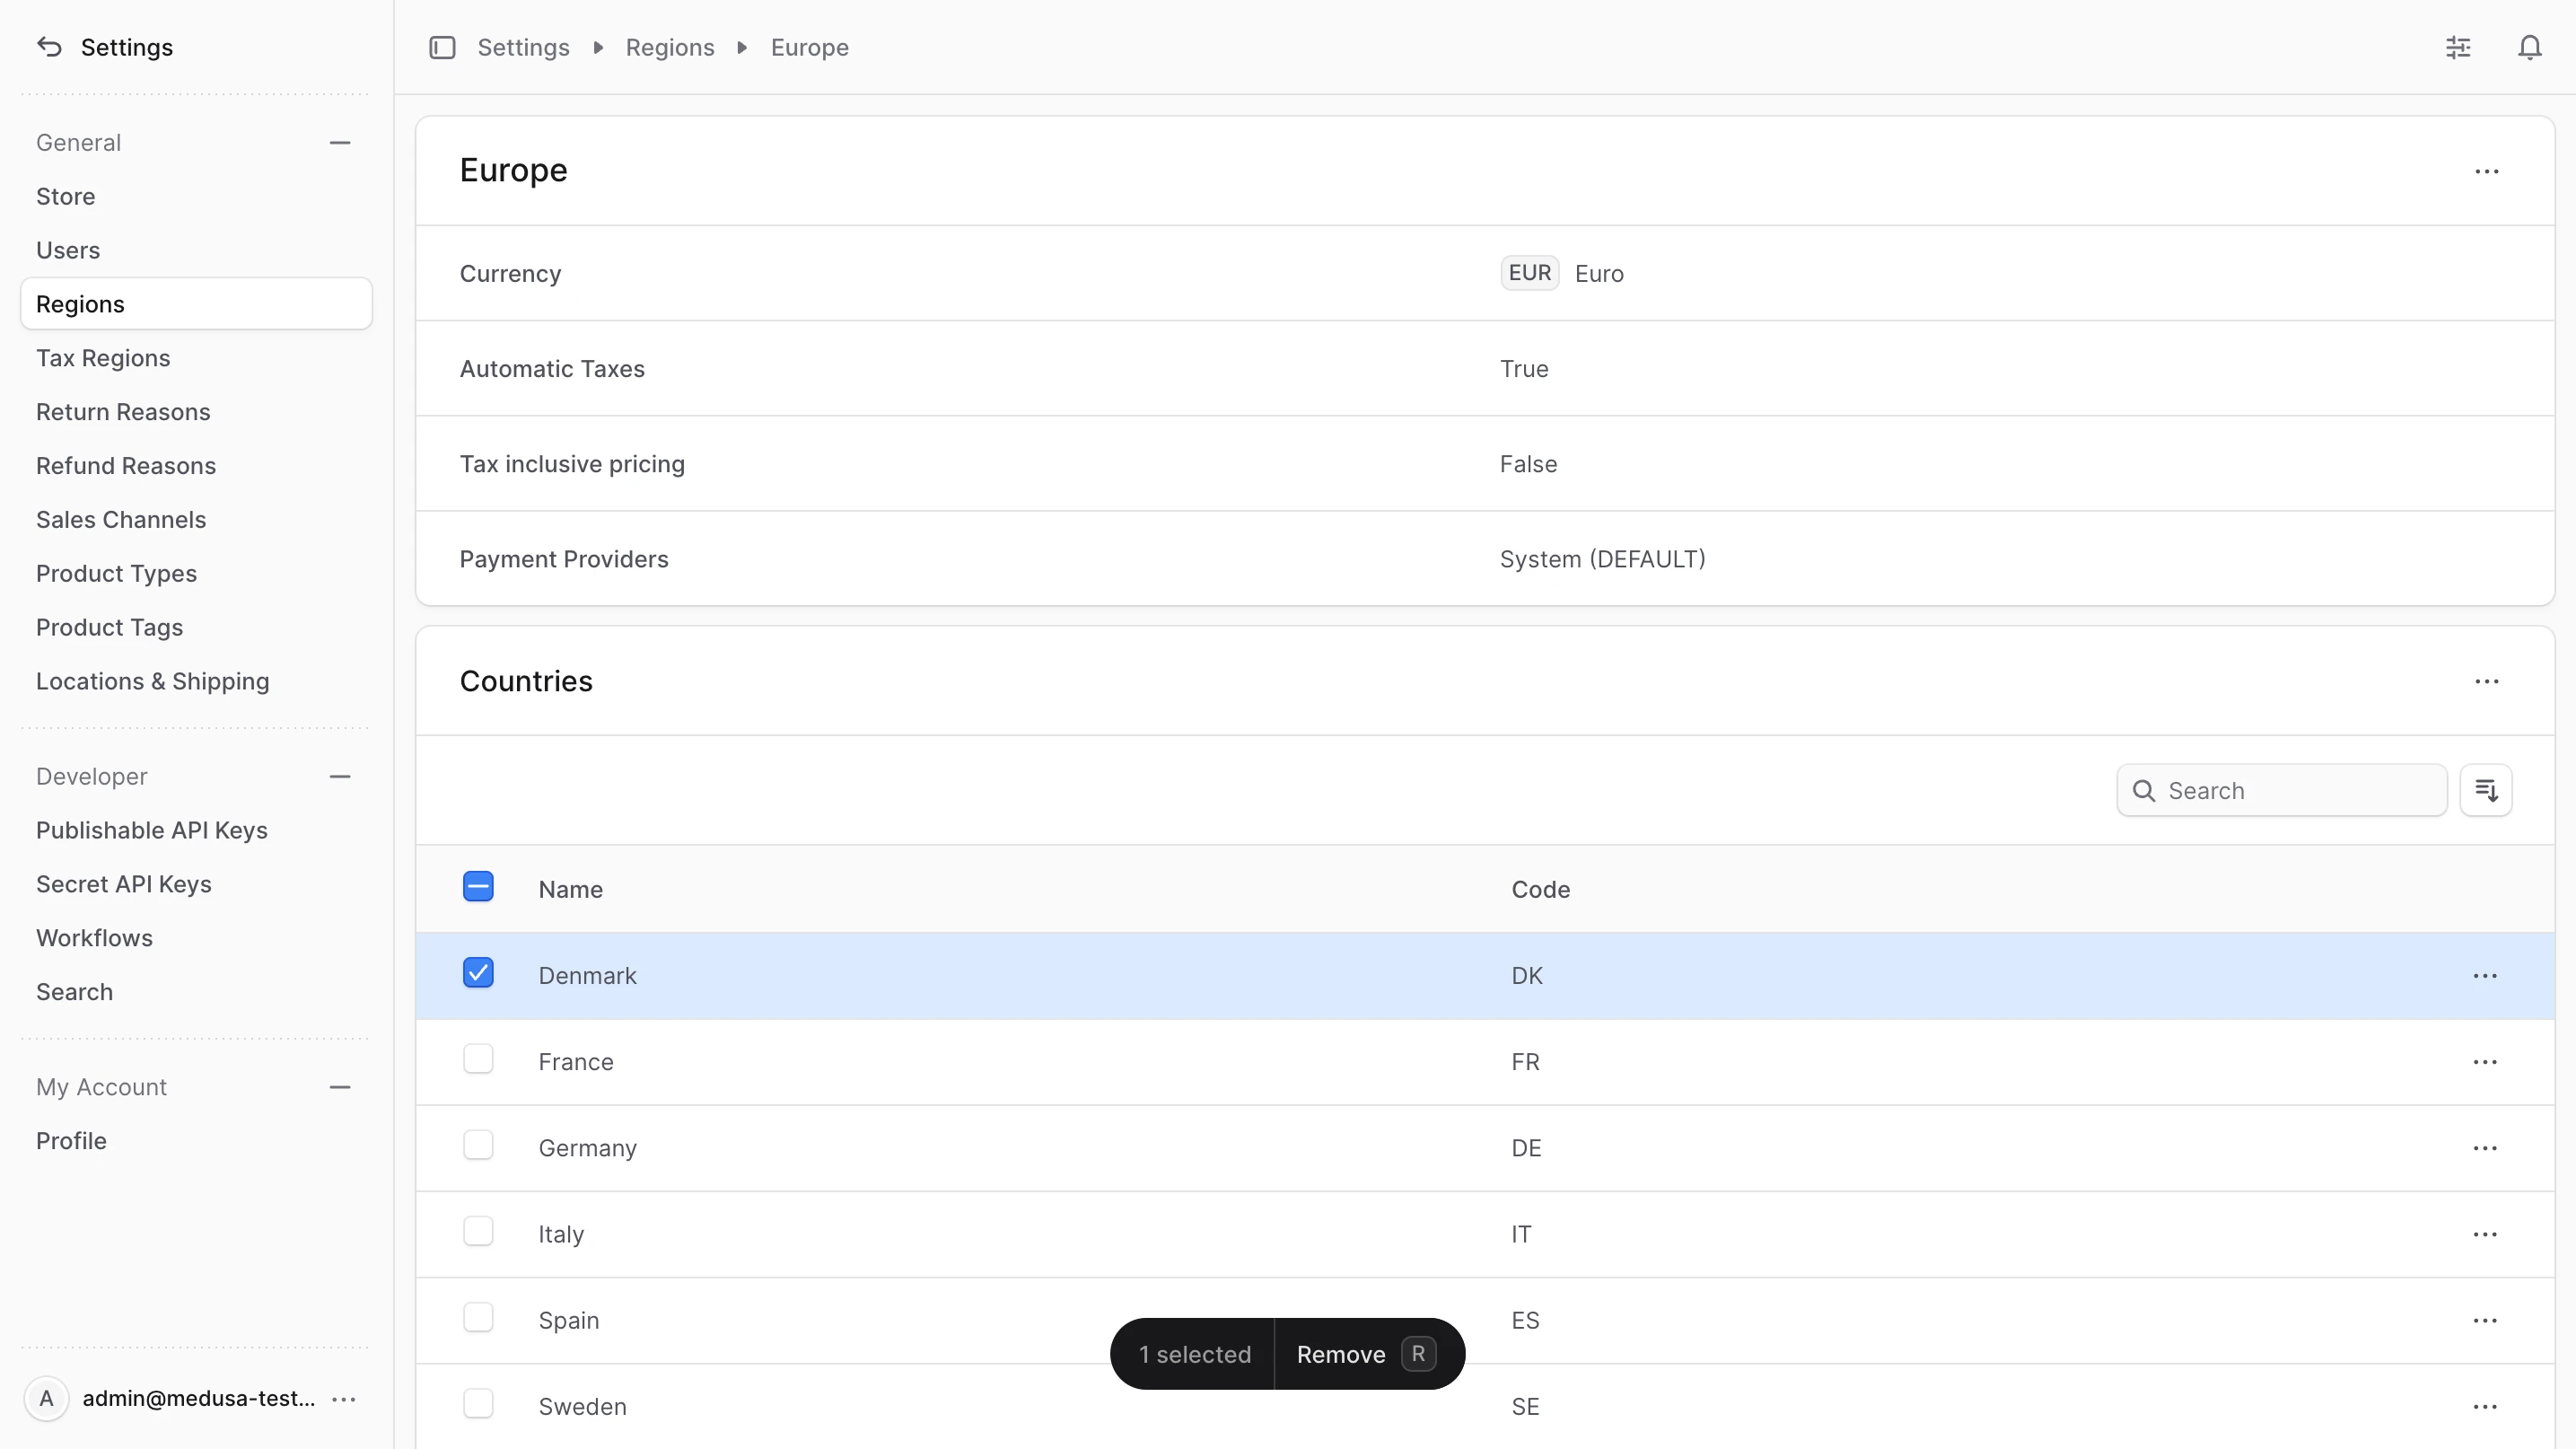 Settings
General
Store
Users
Regions
Tax Regions
Return Reasons
Refund Reasons
Sales Channels
Product Types
Product Tags
Locations & Shipping
Developer
Publishable API Keys
Secret API Keys
Workflows
Search
My Account
Profile
A admin@medusa-test...
Settings Regions Europe
Europe
Currency EUR Euro
Automatic Taxes True
Tax inclusive pricing False
Payment Providers System (DEFAULT)
Countries
Search
Name Code
Denmark DK
France FR
Germany DE
Italy IT
Spain ES
Sweden SE
1 selected Remove R